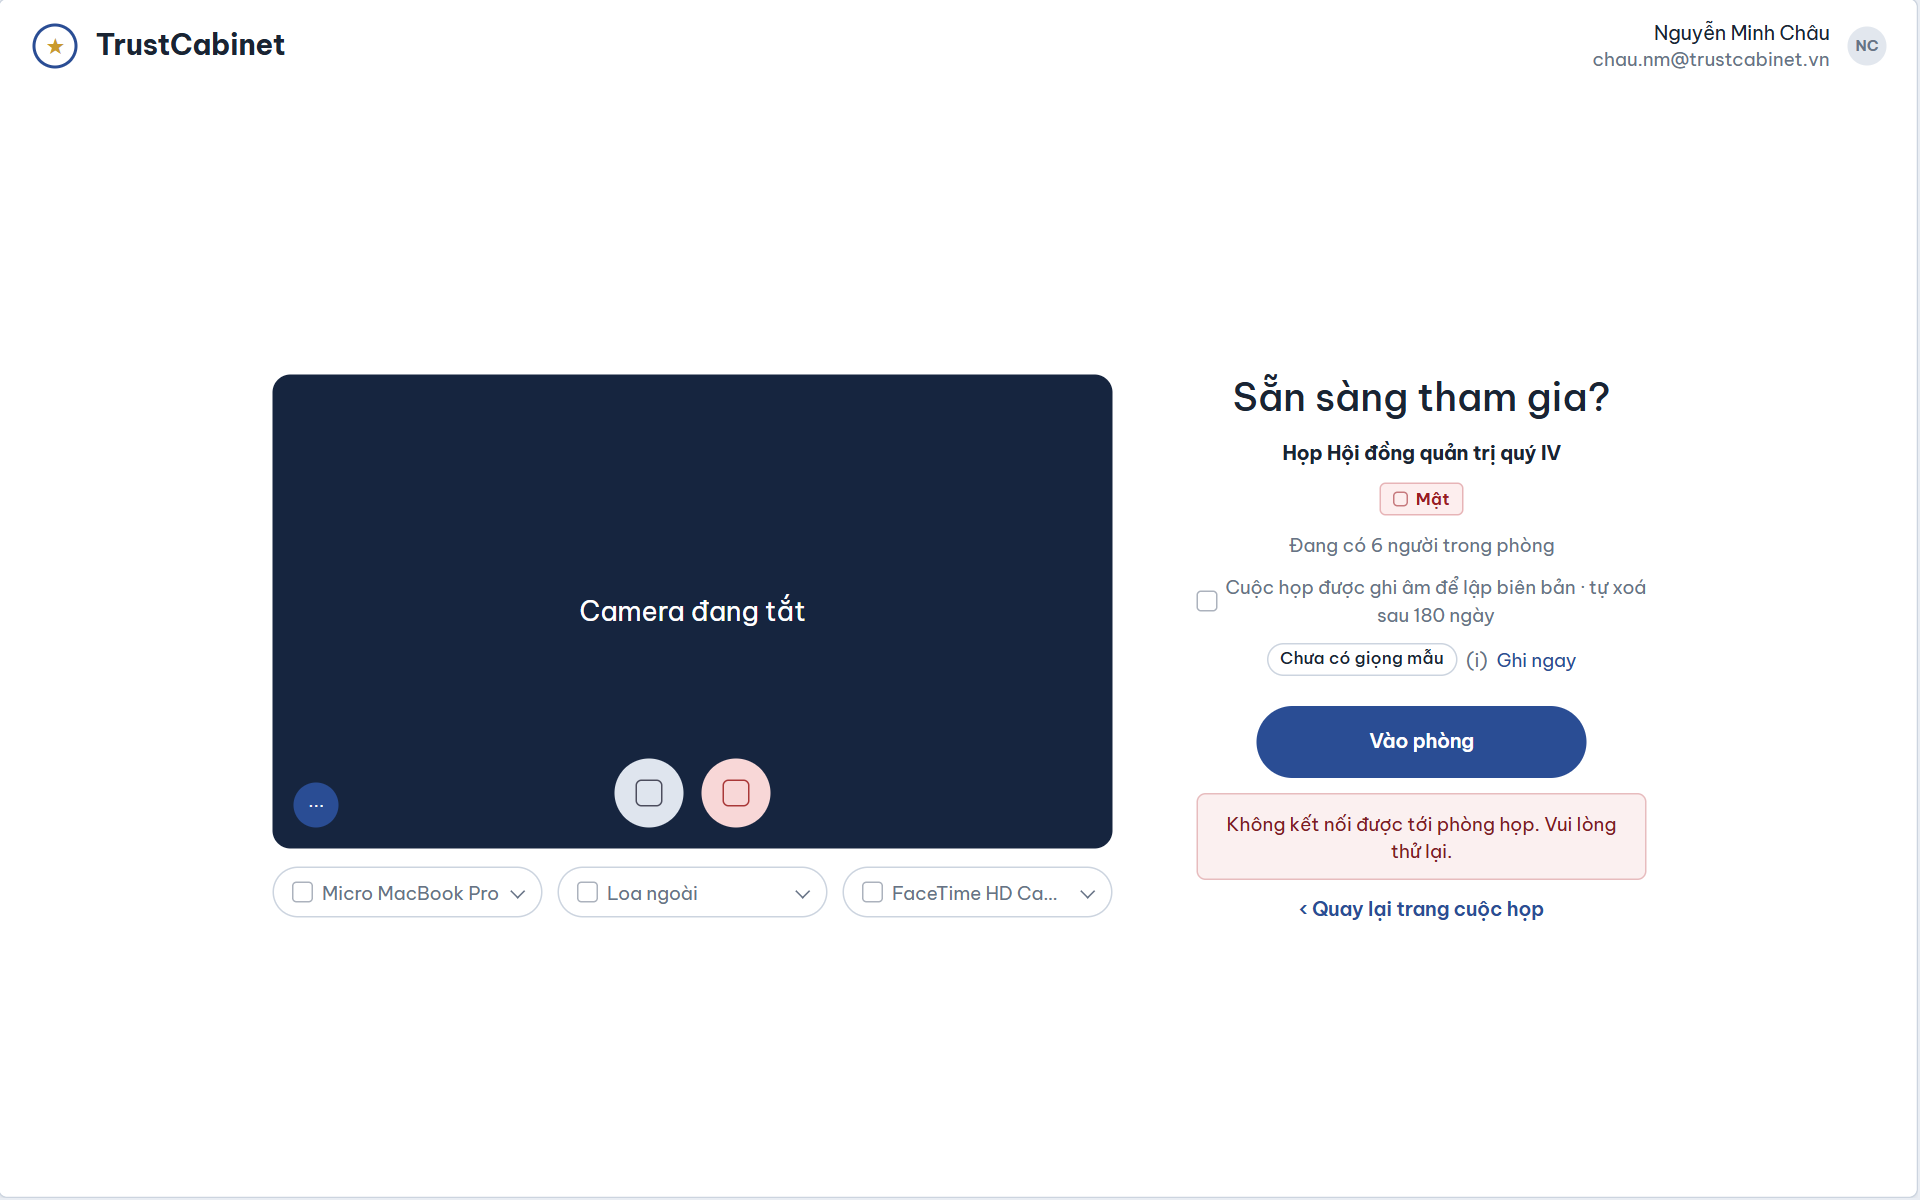 TrustCabinet
Nguyễn Minh Châu
chau.nm@trustcabinet.vn
NC
Camera đang tắt
...
Micro MacBook Pro
Loa ngoài
FaceTime HD Ca...
Sẵn sàng tham gia?
Họp Hội đồng quản trị quý IV
Mật
Đang có 6 người trong phòng
Cuộc họp được ghi âm để lập biên bản · tự xoá
sau 180 ngày
Chưa có giọng mẫu (i) Ghi ngay
Vào phòng
Không kết nối được tới phòng họp. Vui lòng
thử lại.
‹ Quay lại trang cuộc họp